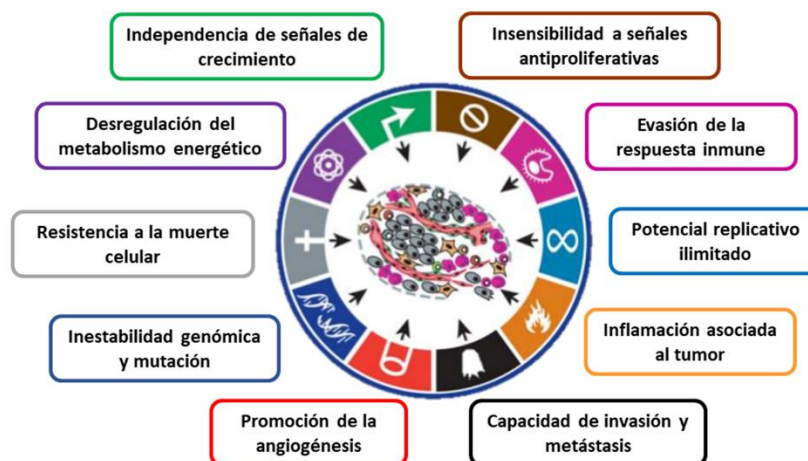 Independencia de señales de
crecimiento
Insensibilidad a señales
antiproliferativas
Desregulación del
metabolismo energético
Evasión de la
respuesta inmune
Resistencia a la muerte
celular
Potencial replicativo
ilimitado
Inestabilidad genómica
y mutación
Inflamación asociada
al tumor
Promoción de la
angiogénesis
Capacidad de invasión y
metástasis